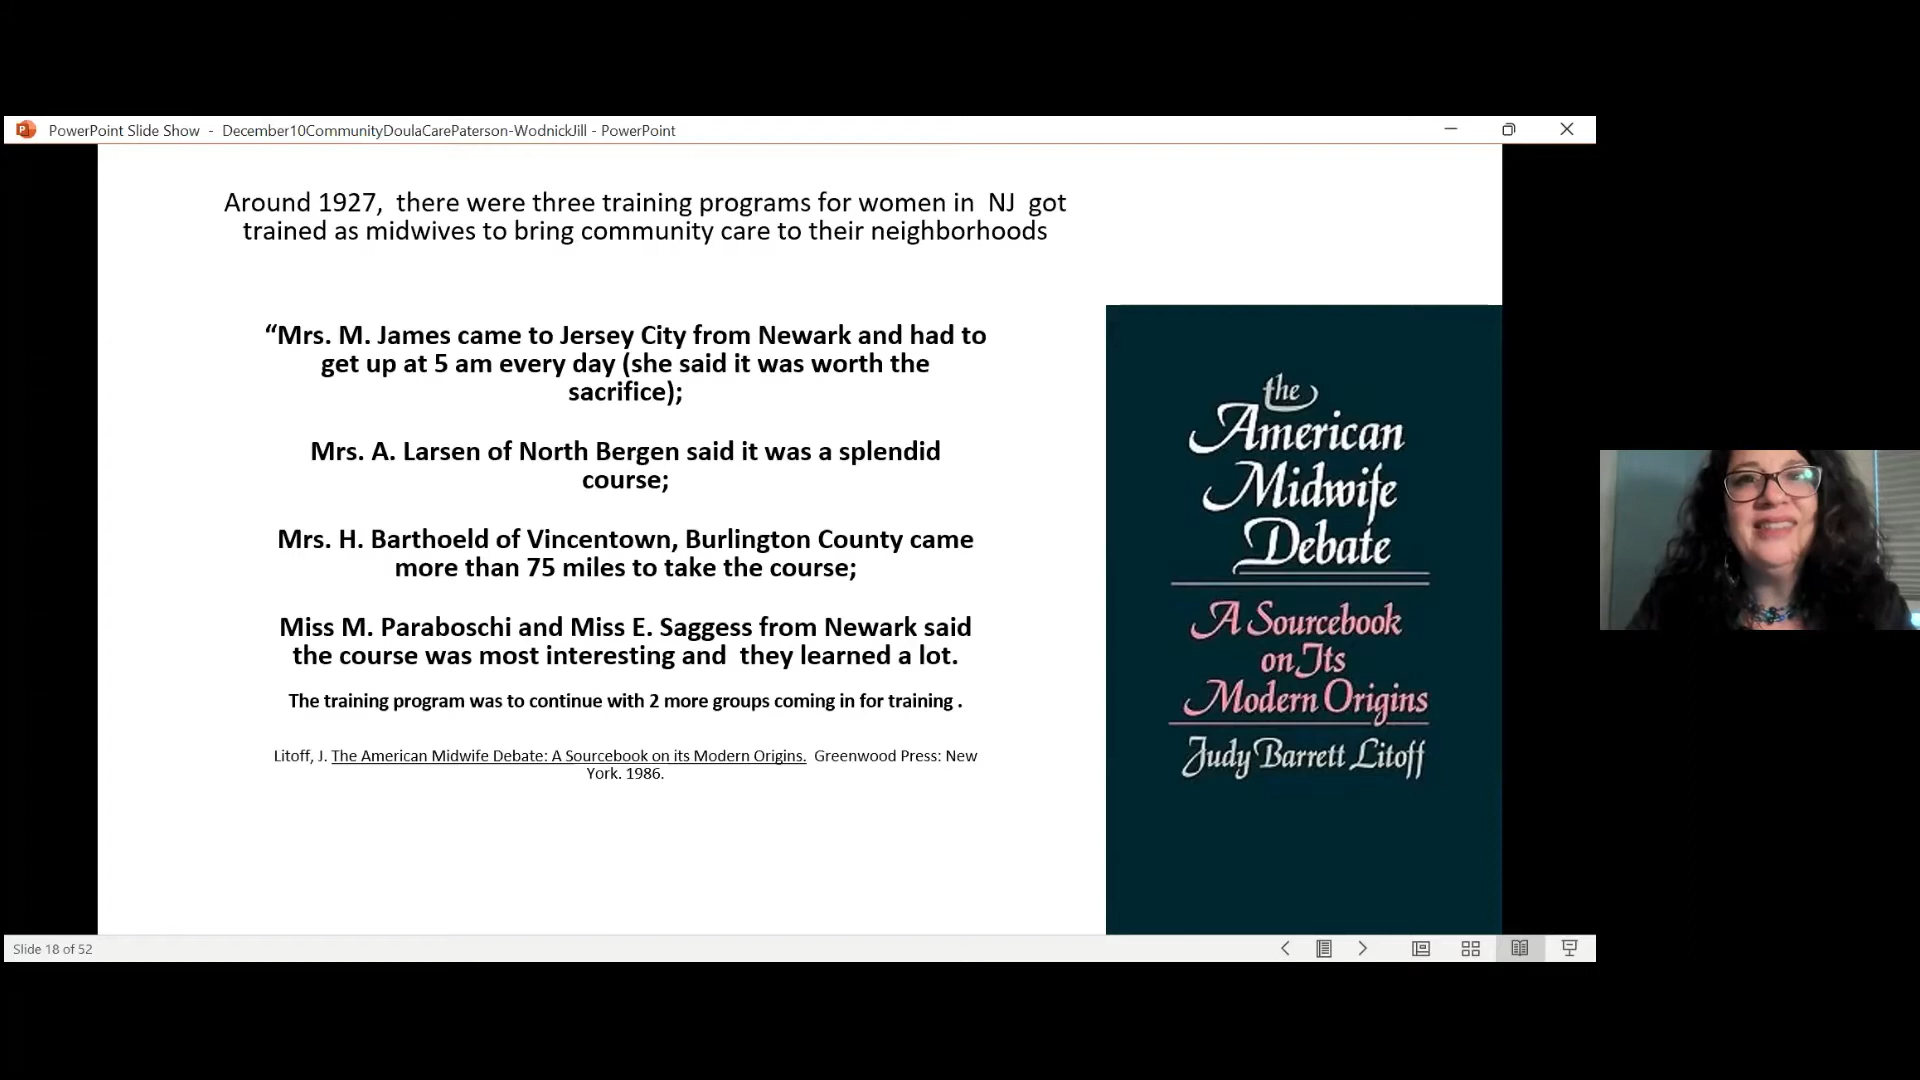 PowerPoint Slide Show - December10CommunityDoulaCarePaterson-WodnickJill - PowerPoint
Around 1927, there were three training programs for women in NJ got
trained as midwives to bring community care to their neighborhoods
“Mrs. M. James came to Jersey City from Newark and had to
get up at 5 am every day (she said it was worth the
sacrifice);
Mrs. A. Larsen of North Bergen said it was a splendid
course;
Mrs. H. Barthoeld of Vincentown, Burlington County came
more than 75 miles to take the course;
Miss M. Paraboschi and Miss E. Saggess from Newark said
the course was most interesting and they learned a lot.
The training program was to continue with 2 more groups coming in for training .
Litoff, J. The American Midwife Debate: A Sourcebook on its Modern Origins. Greenwood Press: New
York. 1986.
the
American
Midwife
Debate
A Sourcebook
on Its
Modern Origins
Judy Barrett Litoff
Slide 18 of 52